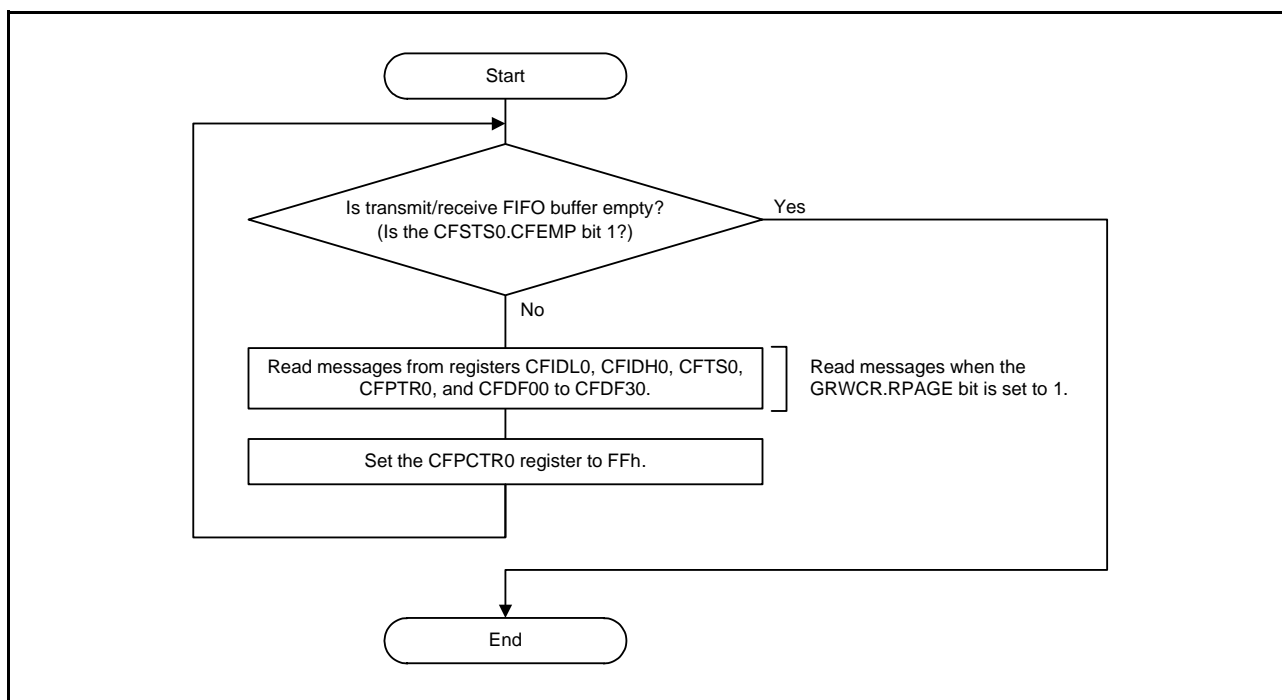 Start
Is transmit/receive FIFO buffer empty?
(Is the CFSTS0.CFEMP bit 1?)
Yes
No
Read messages from registers CFIDL0, CFIDH0, CFTS0,
CFPTR0, and CFDF00 to CFDF30.
Read messages when the
GRWCR.RPAGE bit is set to 1.
Set the CFPCTR0 register to FFh.
End